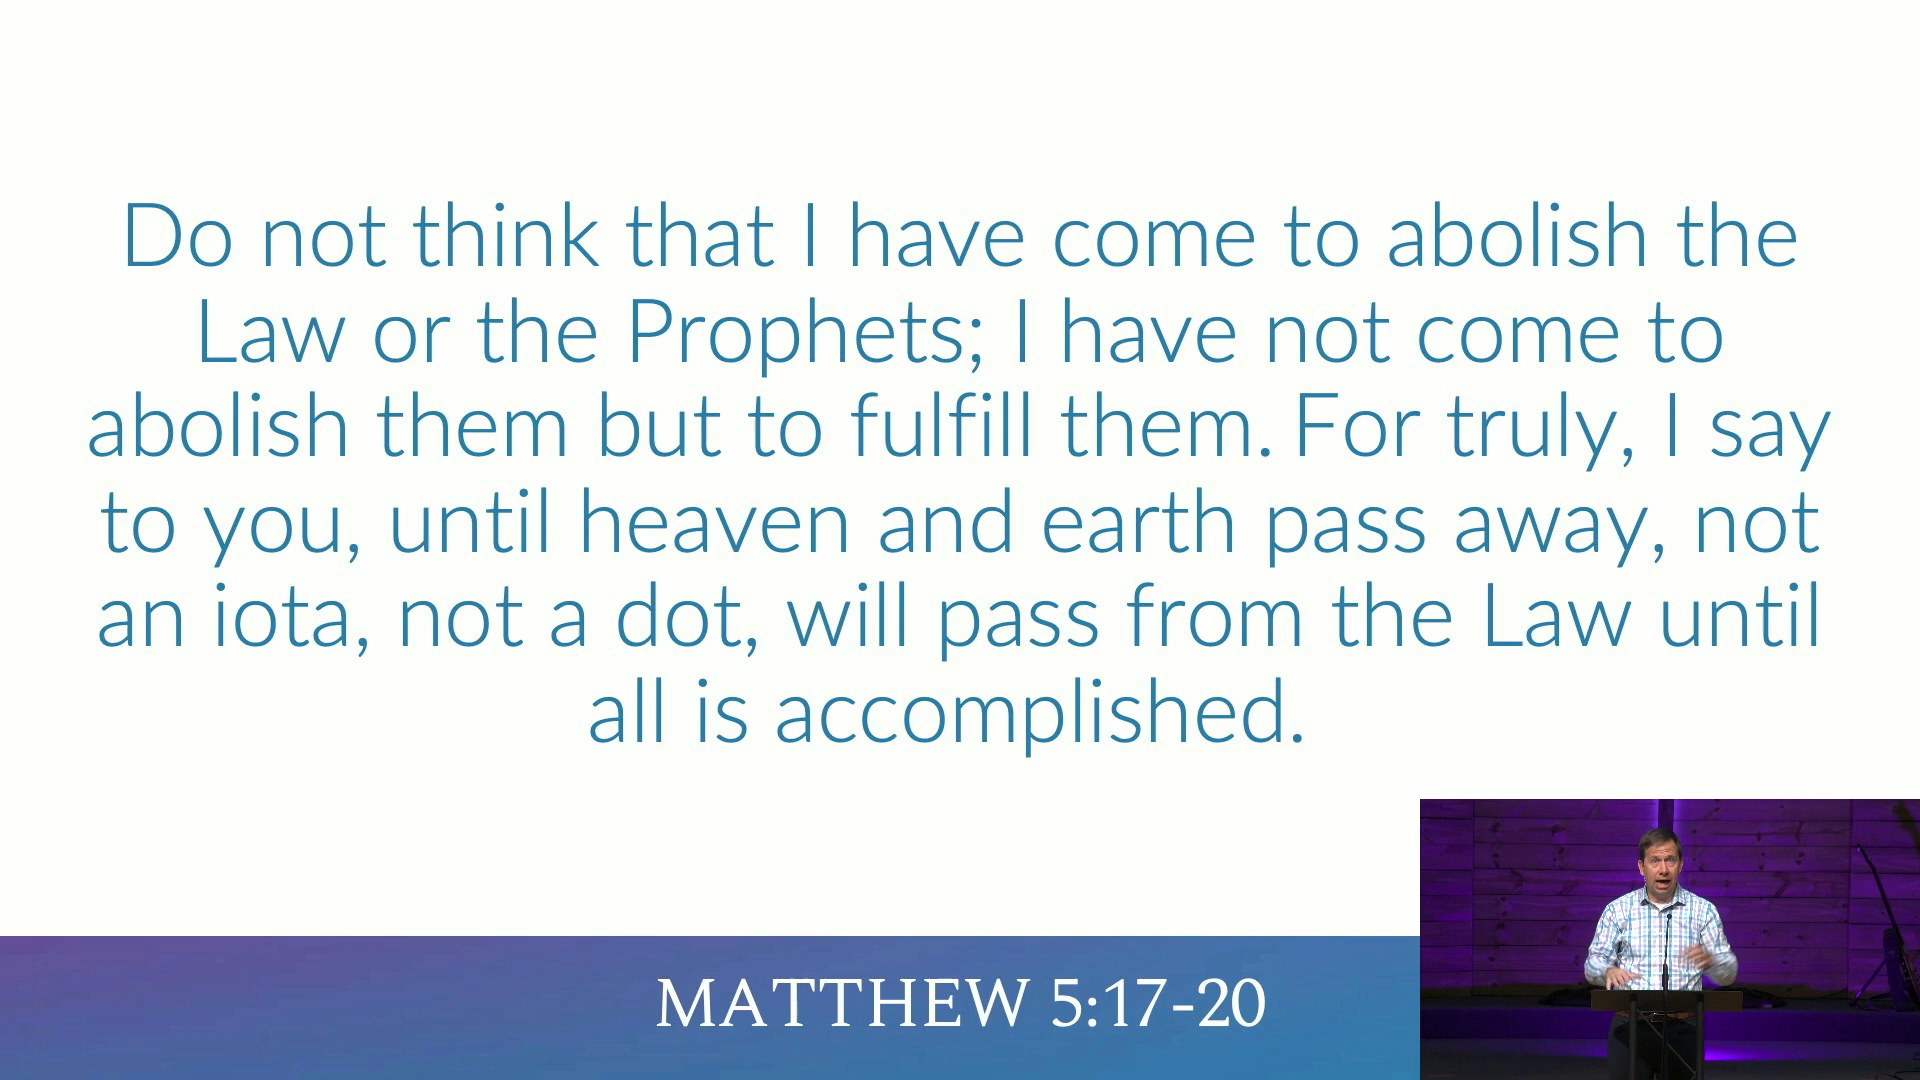 Do not think that I have come to abolish the
Law or the Prophets; I have not come to
abolish them but to fulfill them. For truly, I say
to you, until heaven and earth pass away, not
an iota, not a dot, will pass from the Law until
all is accomplished.
MATTHEW 5:17-20